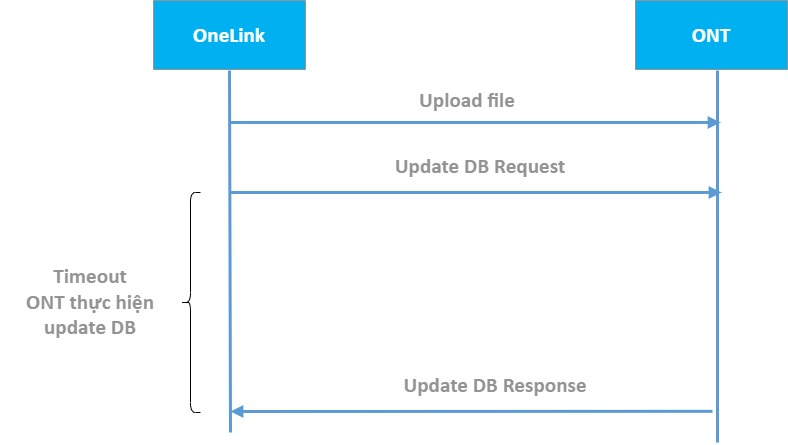 OneLink
ONT
Upload file
Update DB Request
Timeout
ONT thực hiện
update DB
Update DB Response